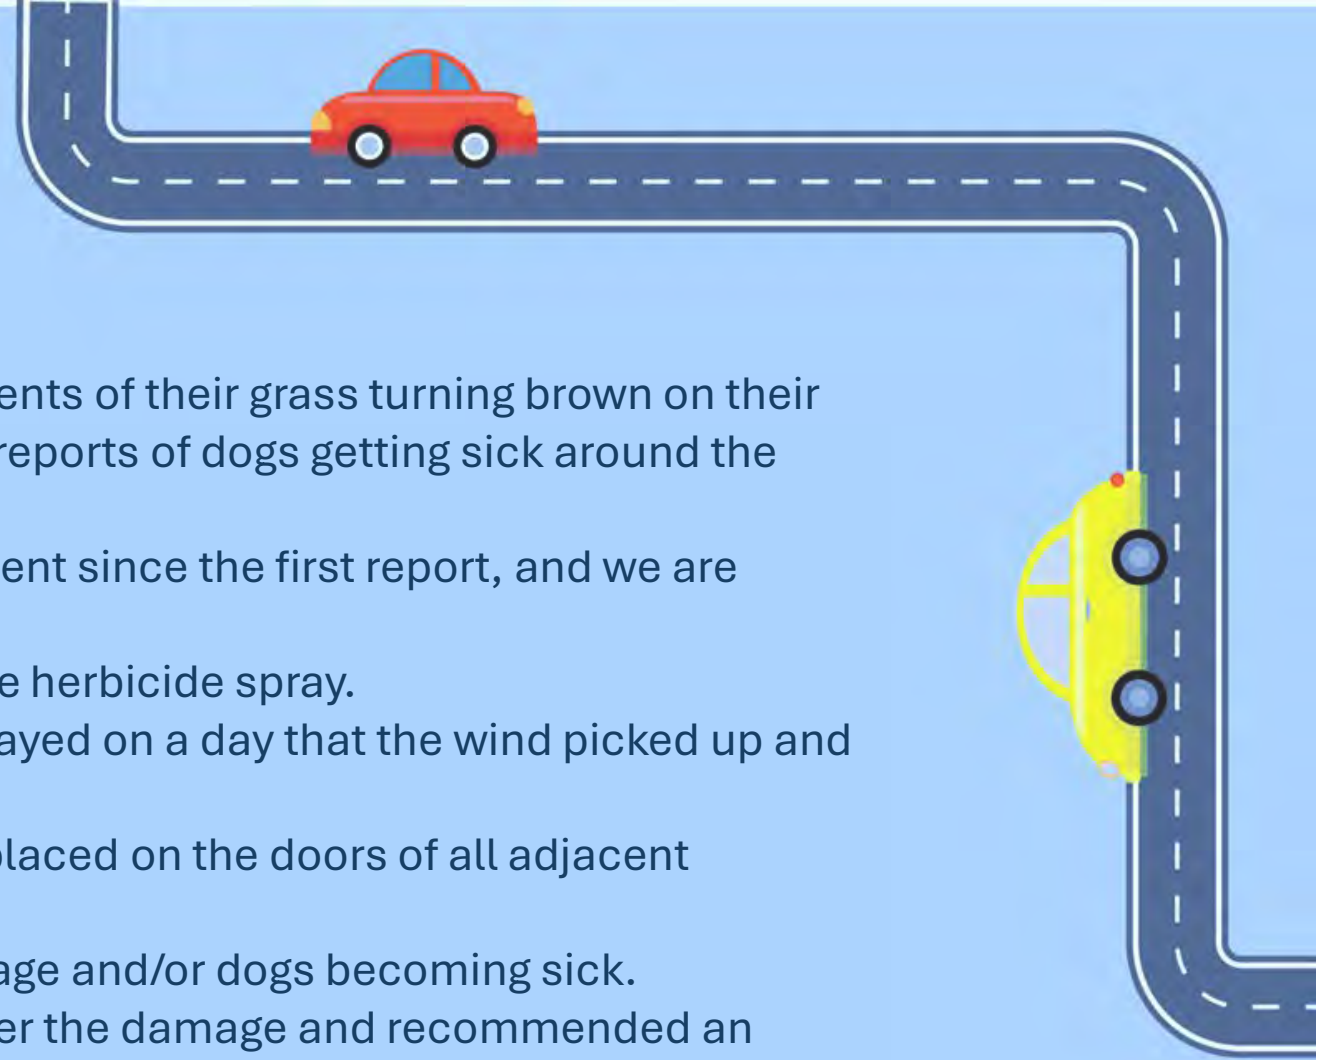 ents of their grass turning brown on their
reports of dogs getting sick around the
ent since the first report, and we are
e herbicide spray.
ayed on a day that the wind picked up and
placed on the doors of all adjacent
age and/or dogs becoming sick.
er the damage and recommended an